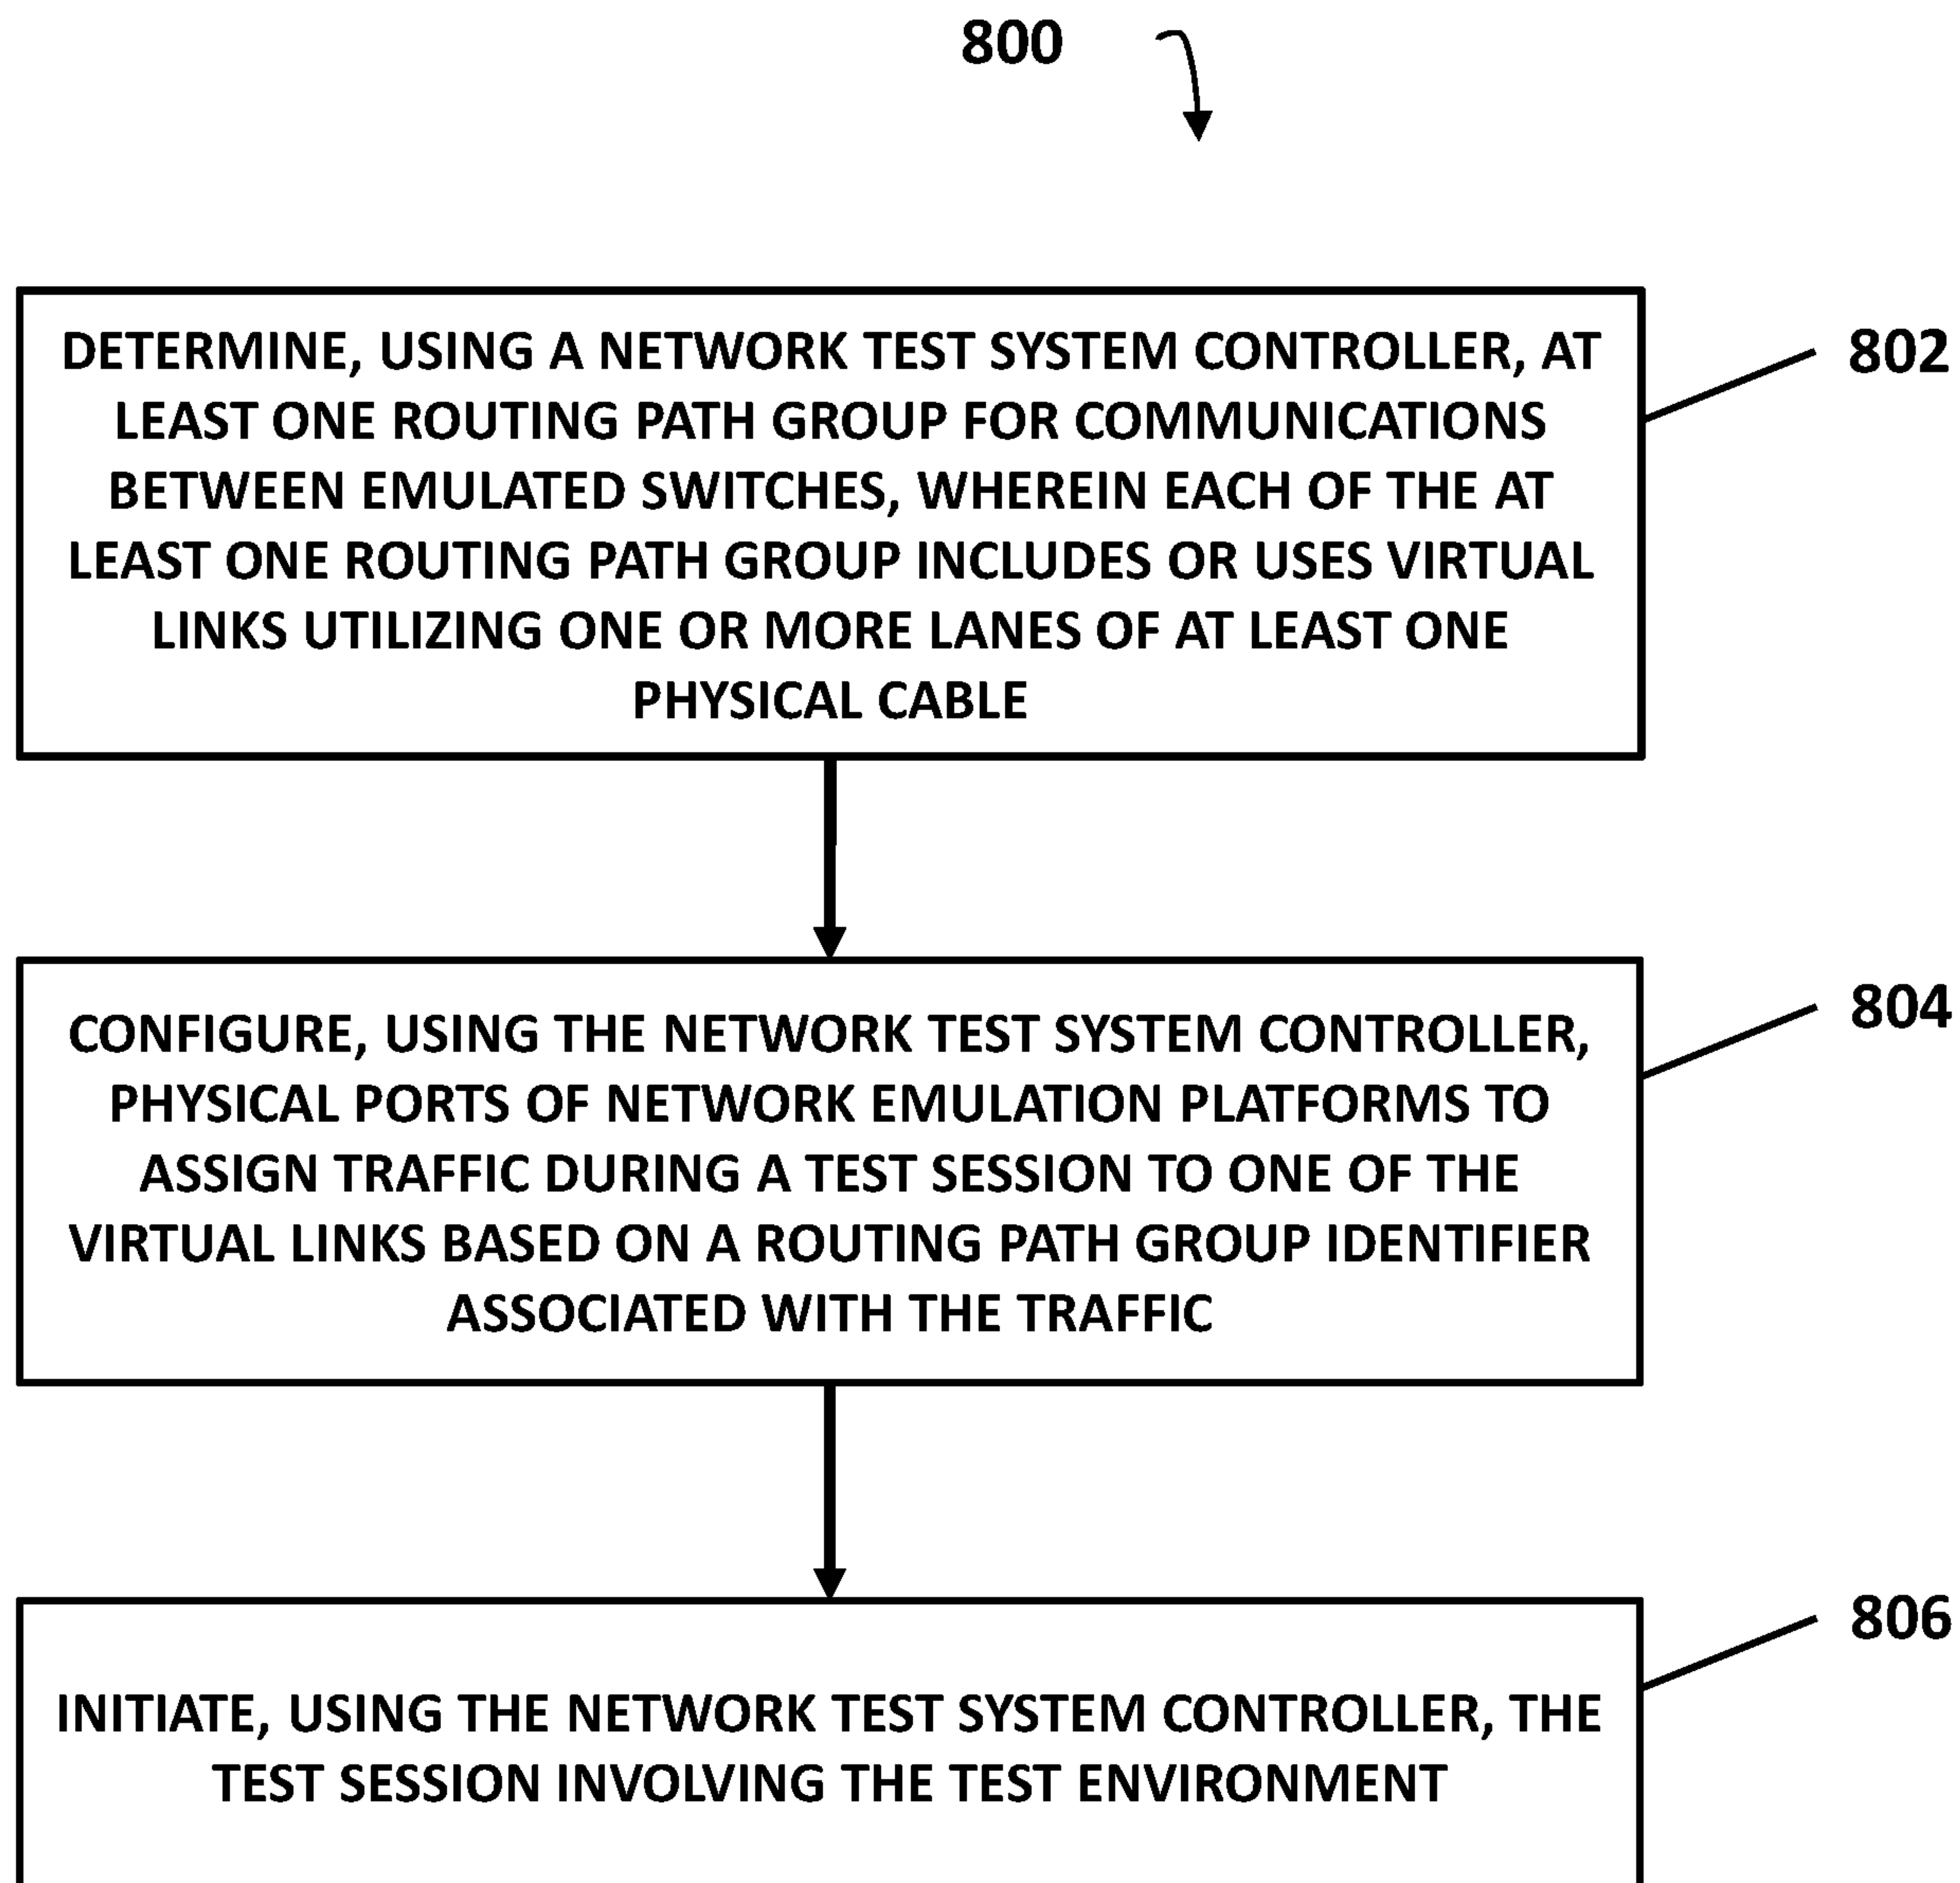 800
DETERMINE, USING A NETWORK TEST SYSTEM CONTROLLER, AT
LEAST ONE ROUTING PATH GROUP FOR COMMUNICATIONS
BETWEEN EMULATED SWITCHES, WHEREIN EACH OF THE AT
LEAST ONE ROUTING PATH GROUP INCLUDES OR USES VIRTUAL
LINKS UTILIZING ONE OR MORE LANES OF AT LEAST ONE
PHYSICAL CABLE
802
CONFIGURE, USING THE NETWORK TEST SYSTEM CONTROLLER,
PHYSICAL PORTS OF NETWORK EMULATION PLATFORMS TO
ASSIGN TRAFFIC DURING A TEST SESSION TO ONE OF THE
VIRTUAL LINKS BASED ON A ROUTING PATH GROUP IDENTIFIER
ASSOCIATED WITH THE TRAFFIC
804
INITIATE, USING THE NETWORK TEST SYSTEM CONTROLLER, THE
TEST SESSION INVOLVING THE TEST ENVIRONMENT
806